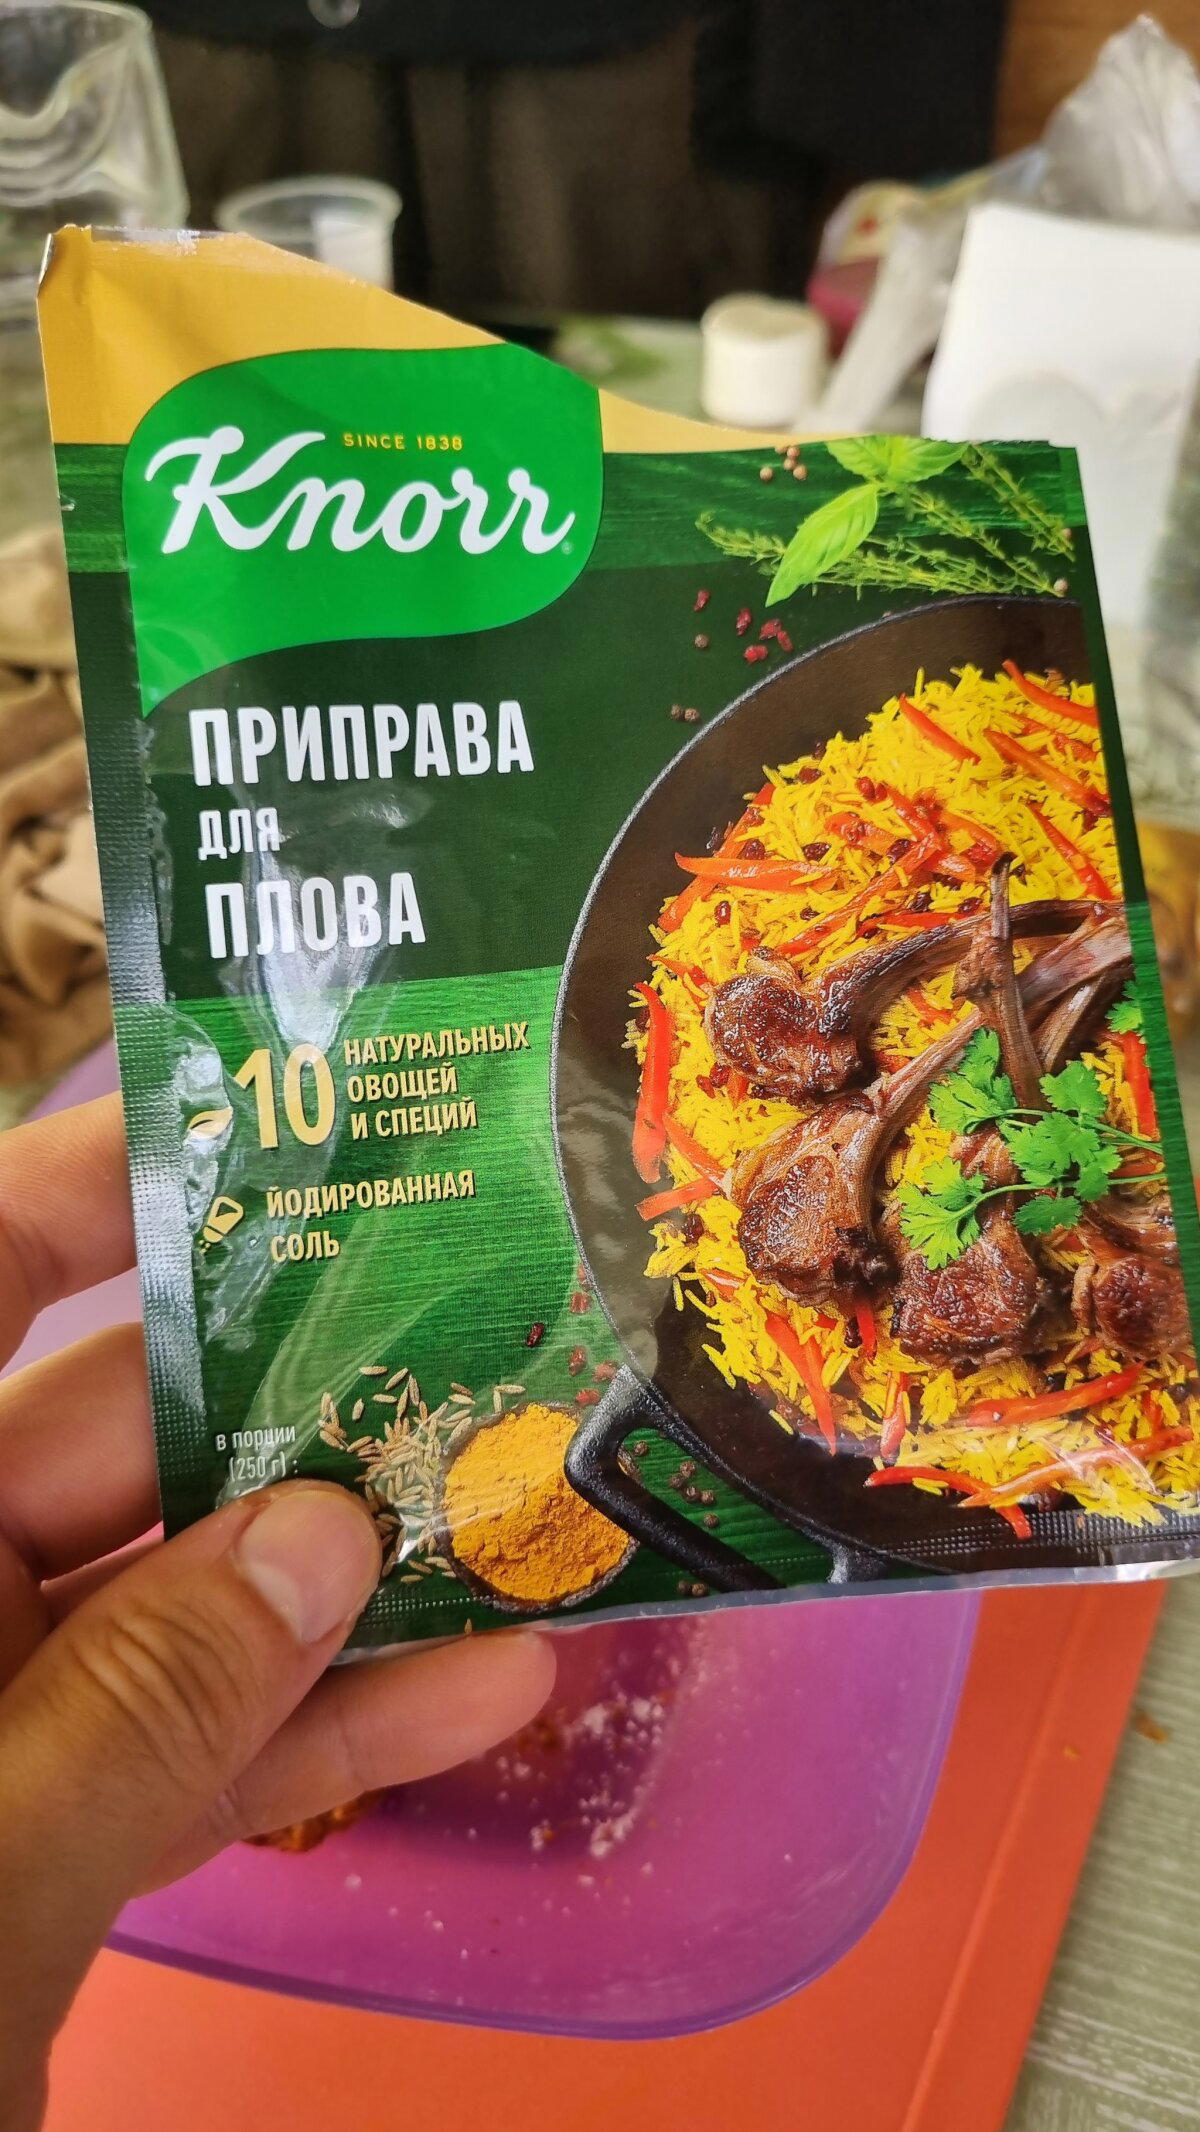 SINCE 1838
Knorr
ПРИПРАВА
ДЛЯ
ПЛОВА
10 НАТУРАЛЬНЫХ
ОВОЩЕЙ
И СПЕЦИЙ
ЙОДИРОВАННАЯ
СОЛЬ
В ПОРЦИИ
(250 г) :